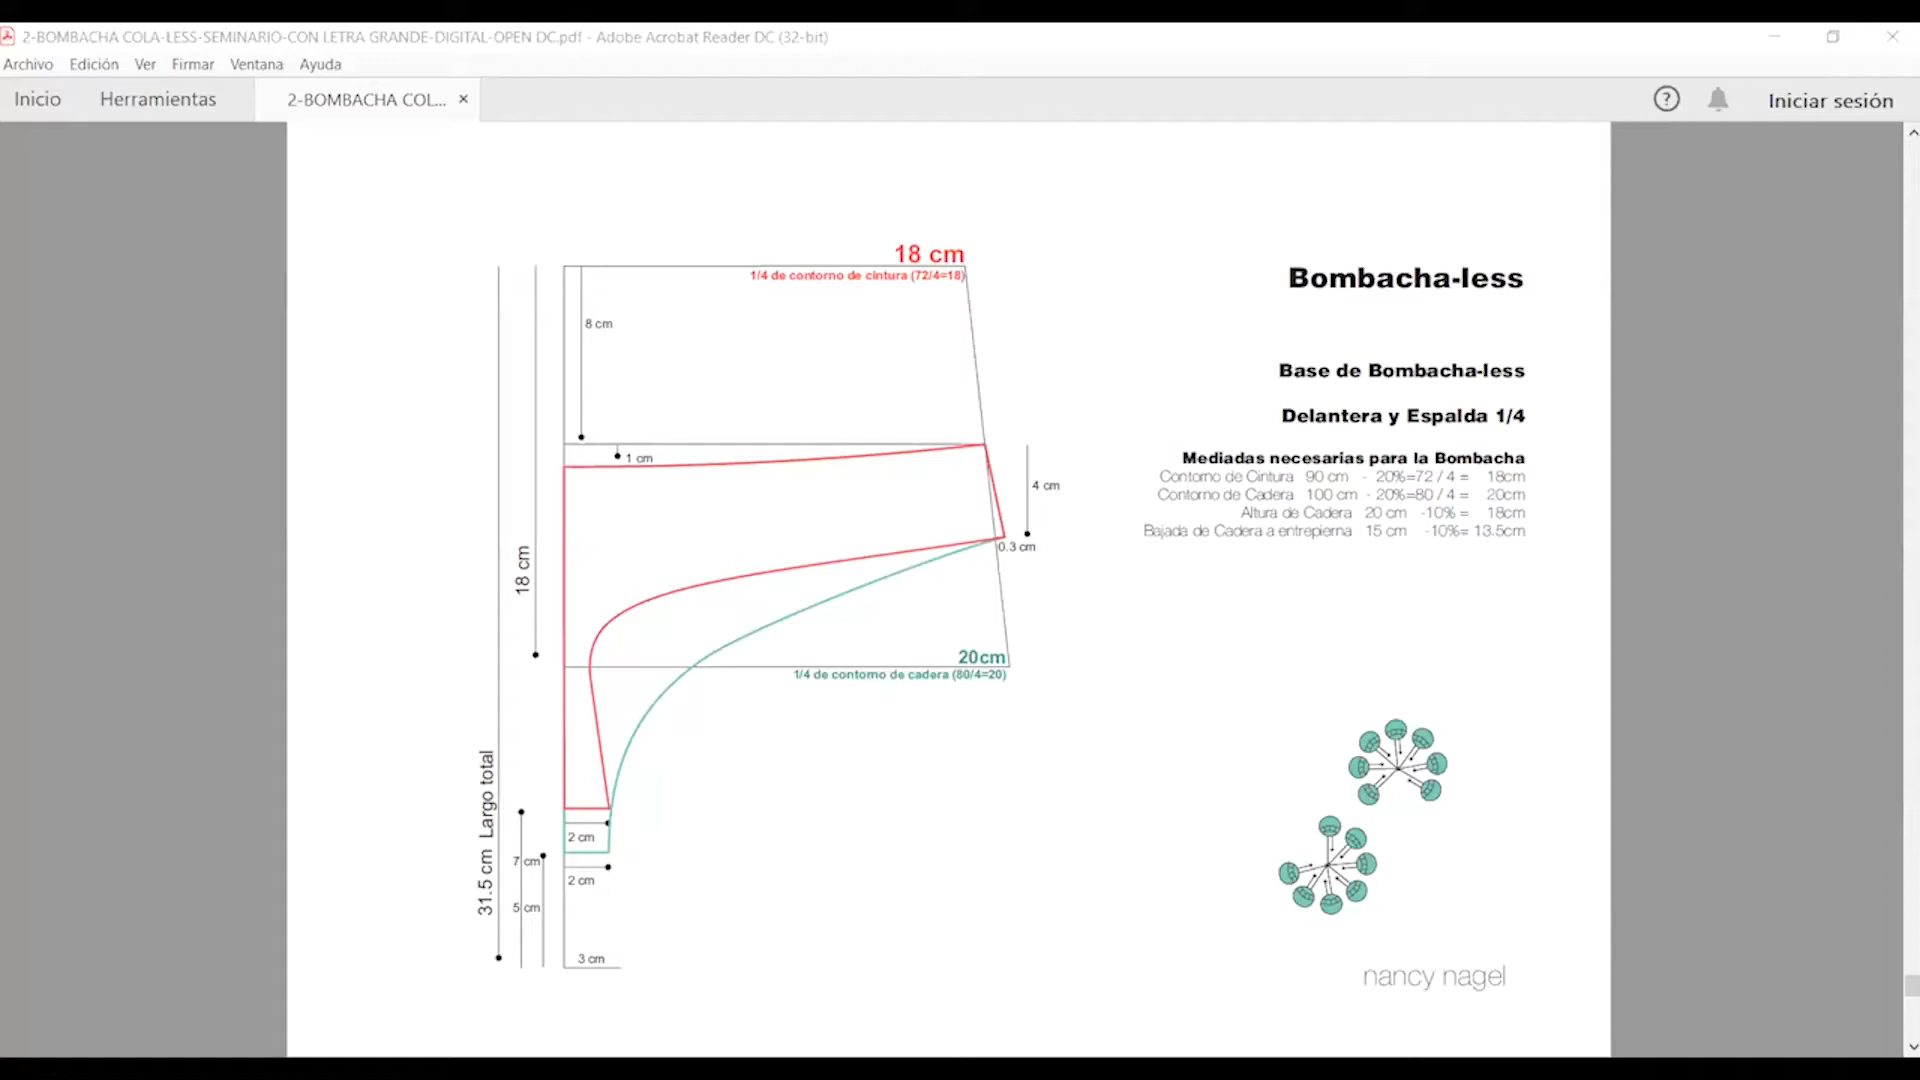 2-BOMBACHA COLA-LESS-SEMINARIO-CON LETRA GRANDE-DIGITAL-OPEN DC.pdf - Adobe Acrobat Reader DC (32-bit)
Archivo Edición Ver Firmar Ventana Ayuda
Inicio Herramientas 2-BOMBACHA COL... × Iniciar sesión
18 cm
1/4 de contorno de cintura (72/4=18)
8 cm
1 cm
4 cm
0.3 cm
18 cm
20cm
1/4 de contorno de cadera (80/4=20)
31.5 cm Largo total
2 cm
7 cm
2 cm
5 cm
3 cm
Bombacha-less
Base de Bombacha-less
Delantera y Espalda 1/4
Mediadas necesarias para la Bombacha
Contorno de Cintura 90 cm - 20%=72 / 4 = 18cm
Contorno de Cadera 100 cm - 20%=80 / 4 = 20cm
Altura de Cadera 20 cm -10% = 18cm
Bajada de Cadera a entrepierna 15 cm -10%= 13.5cm
nancy nagel